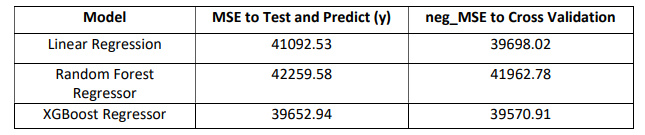 Model MSE to Test and Predict (y) neg_MSE to Cross Validation
Linear Regression 41092.53 39698.02
Random Forest 42259.58 41962.78
Regressor
XGBoost Regressor 39652.94 39570.91